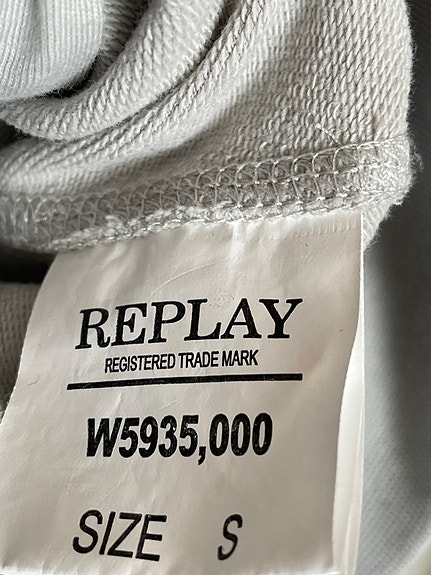 REPLAY
REGISTERED TRADE MARK
W5935,000
SIZE S